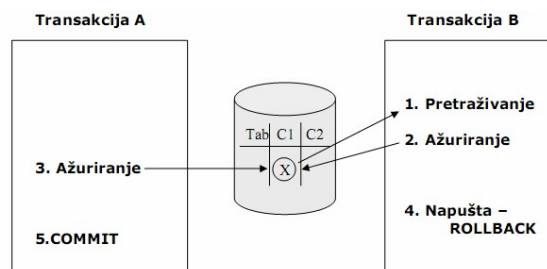 Transakcija A
Transakcija B
1. Pretraživanje
Tab C1 C2
2. Ažuriranje
3. Ažuriranje
X
4. Napušta –
ROLLBACK
5.COMMIT